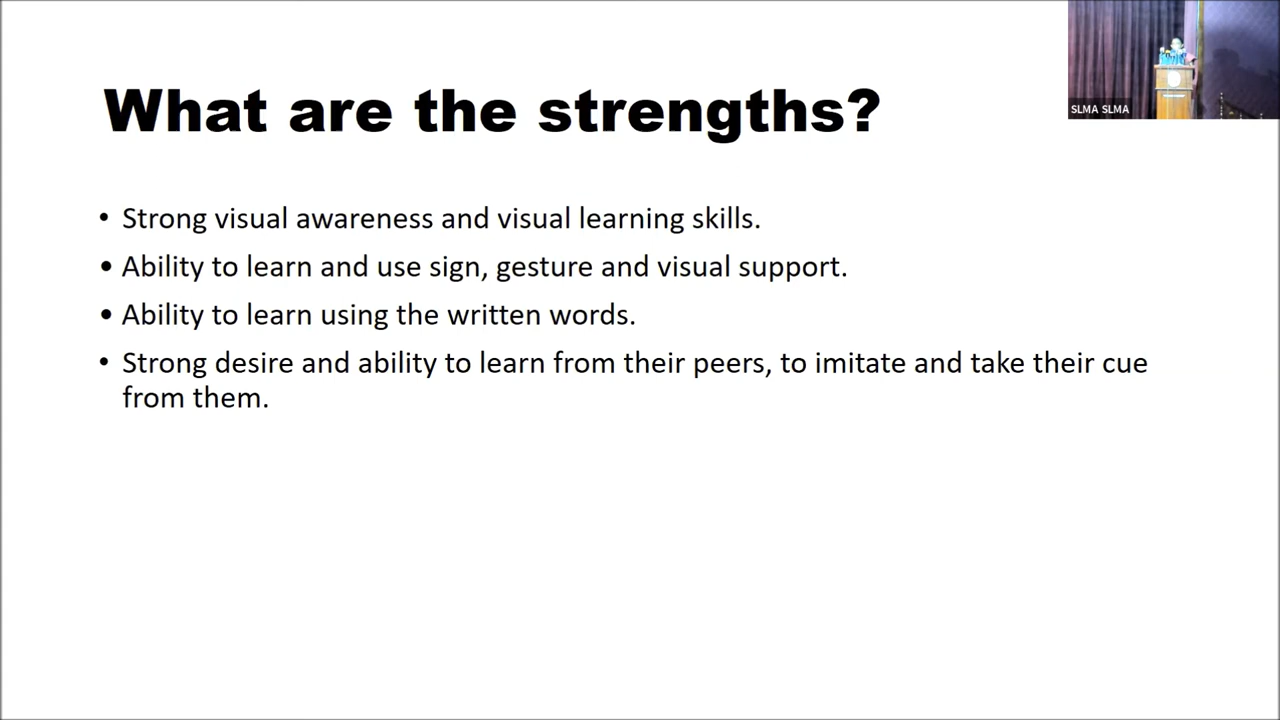 What are the strengths?
SLMA SLMA
• Strong visual awareness and visual learning skills.
• Ability to learn and use sign, gesture and visual support.
• Ability to learn using the written words.
• Strong desire and ability to learn from their peers, to imitate and take their cue
from them.